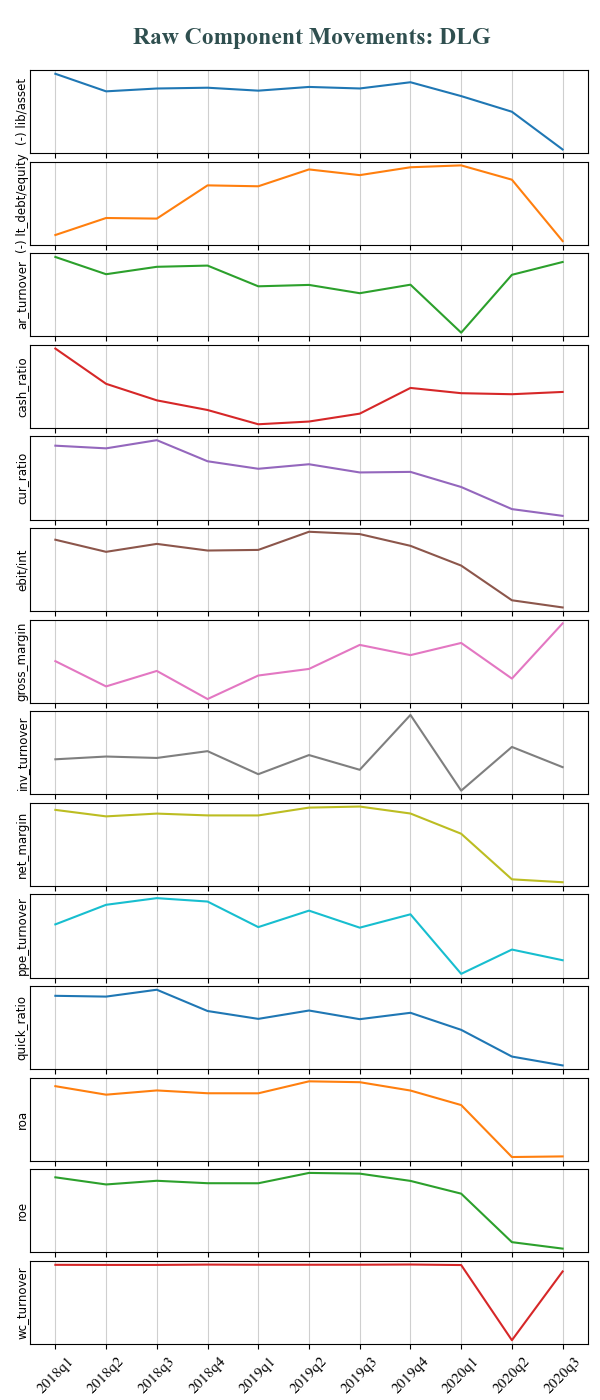 Raw Component Movements: DLG
(-) lib/asset
(-) lt_debt/equity
ar_turnover
cash_ratio
cur_ratio
ebit/int
gross_margin
inv_turnover
net_margin
ppe_turnover
quick_ratio
roa
roe
wc_turnover
2018q1 2018q2 2018q3 2018q4 2019q1 2019q2 2019q3 2019q4 2020q1 2020q2 2020q3